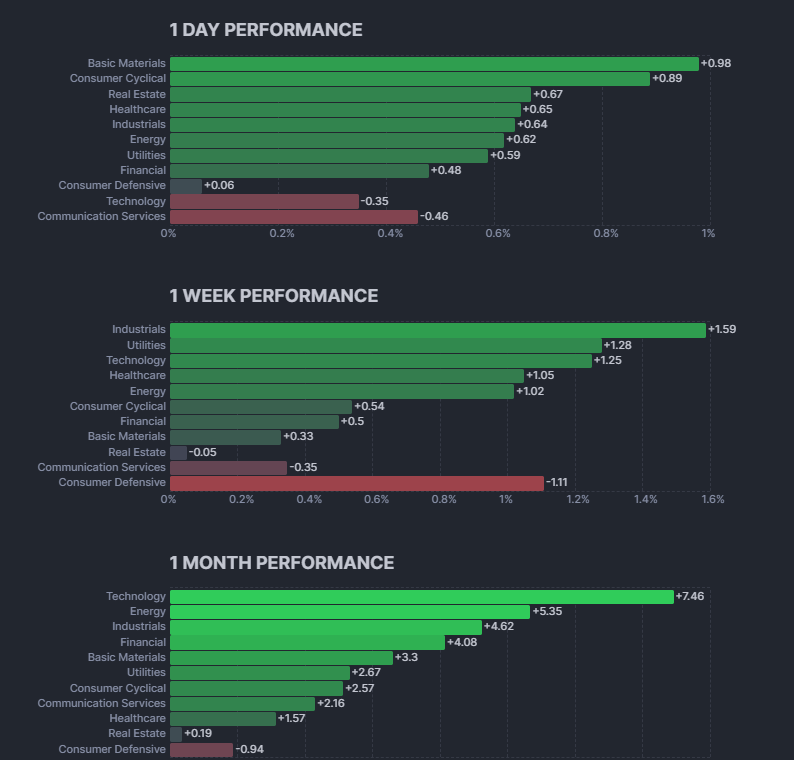 1 DAY PERFORMANCE
Basic Materials +0.98
Consumer Cyclical +0.89
Real Estate +0.67
Healthcare +0.65
Industrials +0.64
Energy +0.62
Utilities +0.59
Financial +0.48
Consumer Defensive +0.06
Technology -0.35
Communication Services -0.46
0% 0.2% 0.4% 0.6% 0.8% 1%
1 WEEK PERFORMANCE
Industrials +1.59
Utilities +1.28
Technology +1.25
Healthcare +1.05
Energy +1.02
Consumer Cyclical +0.54
Financial +0.5
Basic Materials +0.33
Real Estate -0.05
Communication Services -0.35
Consumer Defensive -1.11
0% 0.2% 0.4% 0.6% 0.8% 1% 1.2% 1.4% 1.6%
1 MONTH PERFORMANCE
Technology +7.46
Energy +5.35
Industrials +4.62
Financial +4.08
Basic Materials +3.3
Utilities +2.67
Consumer Cyclical +2.57
Communication Services +2.16
Healthcare +1.57
Real Estate +0.19
Consumer Defensive -0.94